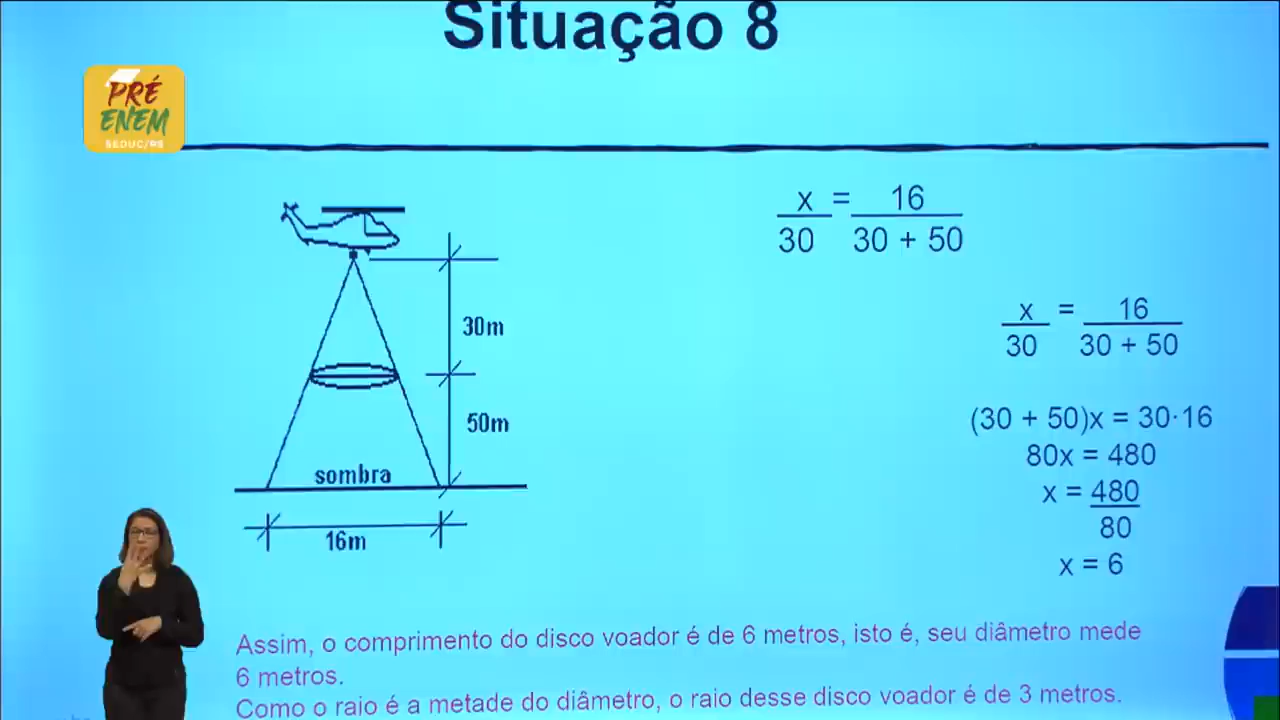 Situação 8
PRÉ
ENEM
SEDUC/RS
x = 16
30 30 + 50
30m
x = 16
30 30 + 50
50m
(30 + 50)x = 30·16
80x = 480
sombra
x = 480
80
16m
x = 6
Assim, o comprimento do disco voador é de 6 metros, isto é, seu diâmetro mede
6 metros.
Como o raio é a metade do diâmetro, o raio desse disco voador é de 3 metros.